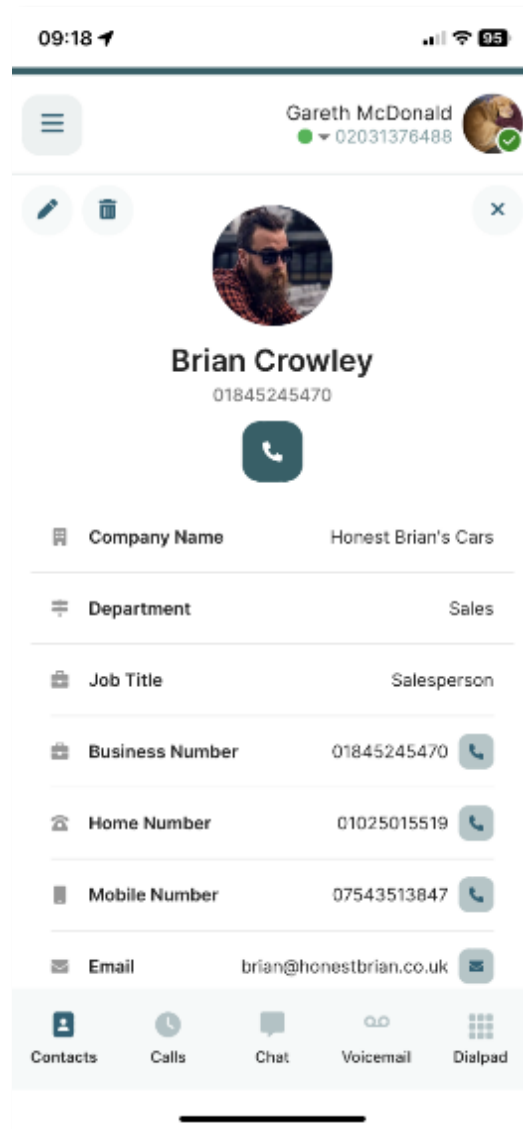 09:18
95
Gareth McDonald
02031376488
Brian Crowley
01845245470
Company Name Honest Brian's Cars
Department Sales
Job Title Salesperson
Business Number 01845245470
Home Number 01025015519
Mobile Number 07543513847
Email brian@honestbrian.co.uk
Contacts Calls Chat Voicemail Dialpad